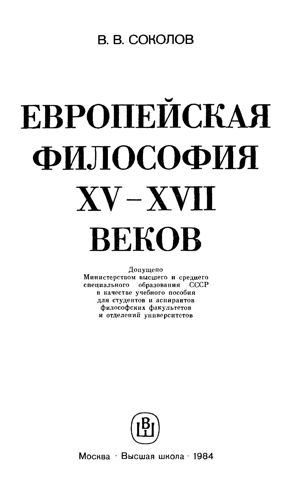 В. В. СОКОЛОВ
ЕВРОПЕЙСКАЯ
ФИЛОСОФИЯ
XV–XVII
ВЕКОВ
Допущено
Министерством высшего и среднего
специального образования СССР
в качестве учебного пособия
для студентов и аспирантов
философских факультетов
и отделений университетов
ВШ
Москва · Высшая школа · 1984